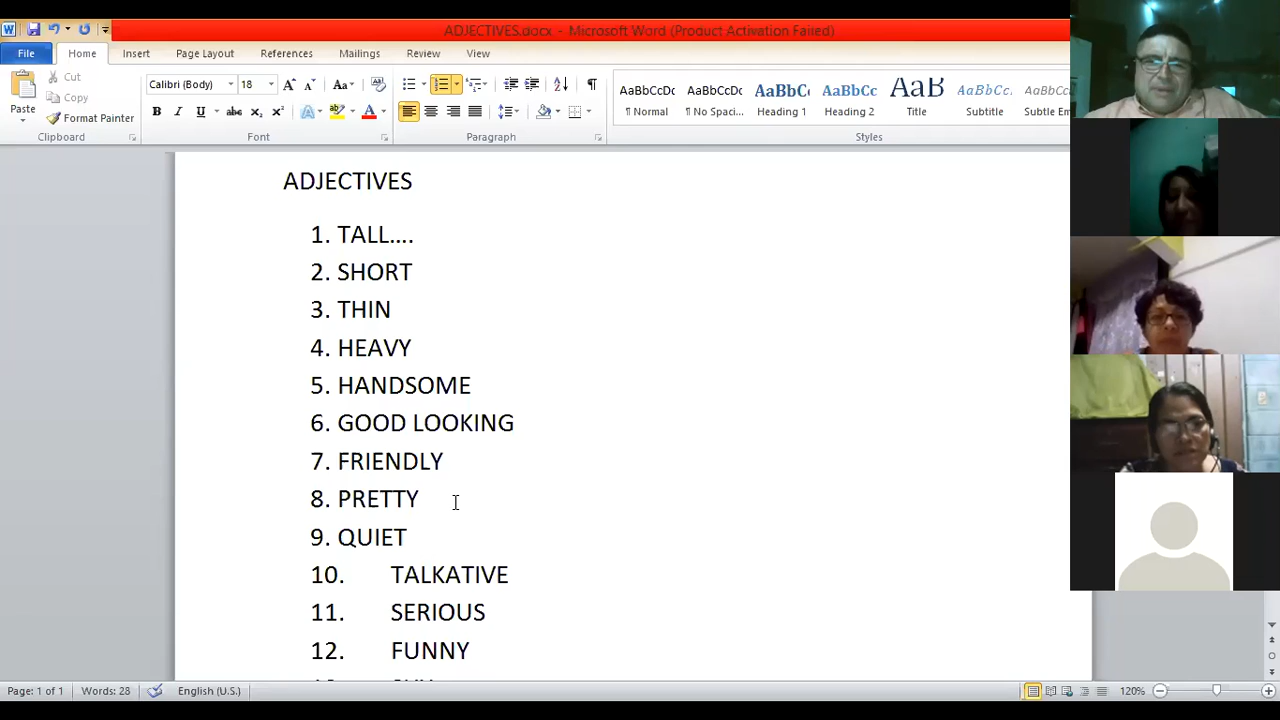 ADJECTIVES.docx - Microsoft Word (Product Activation Failed)
File Home Insert Page Layout References Mailings Review View
Paste
Cut
Copy
Format Painter
Calibri (Body) 18
AaBbCcDc AaBbCcDc AaBbCc AaBbCc AaB AaBbCc. AaBbCcD
¶ Normal ¶ No Spaci... Heading 1 Heading 2 Title Subtitle Subtle Em
Clipboard Font Paragraph Styles
ADJECTIVES
1. TALL....
2. SHORT
3. THIN
4. HEAVY
5. HANDSOME
6. GOOD LOOKING
7. FRIENDLY
8. PRETTY
9. QUIET
10. TALKATIVE
11. SERIOUS
12. FUNNY
Page: 1 of 1 Words: 28 English (U.S.) 120%